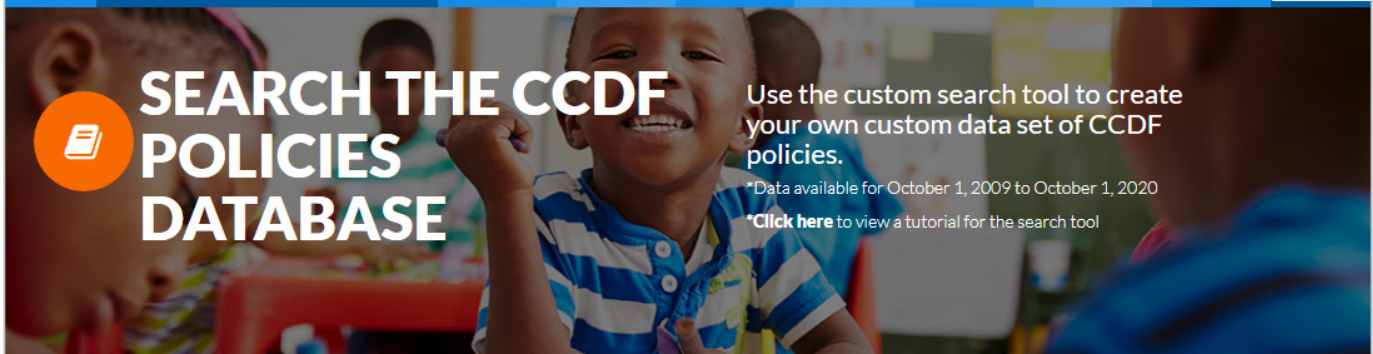 SEARCH THE CCDF
POLICIES
DATABASE
Use the custom search tool to create
your own custom data set of CCDF
policies.
*Data available for October 1, 2009 to October 1, 2020
*Click here to view a tutorial for the search tool